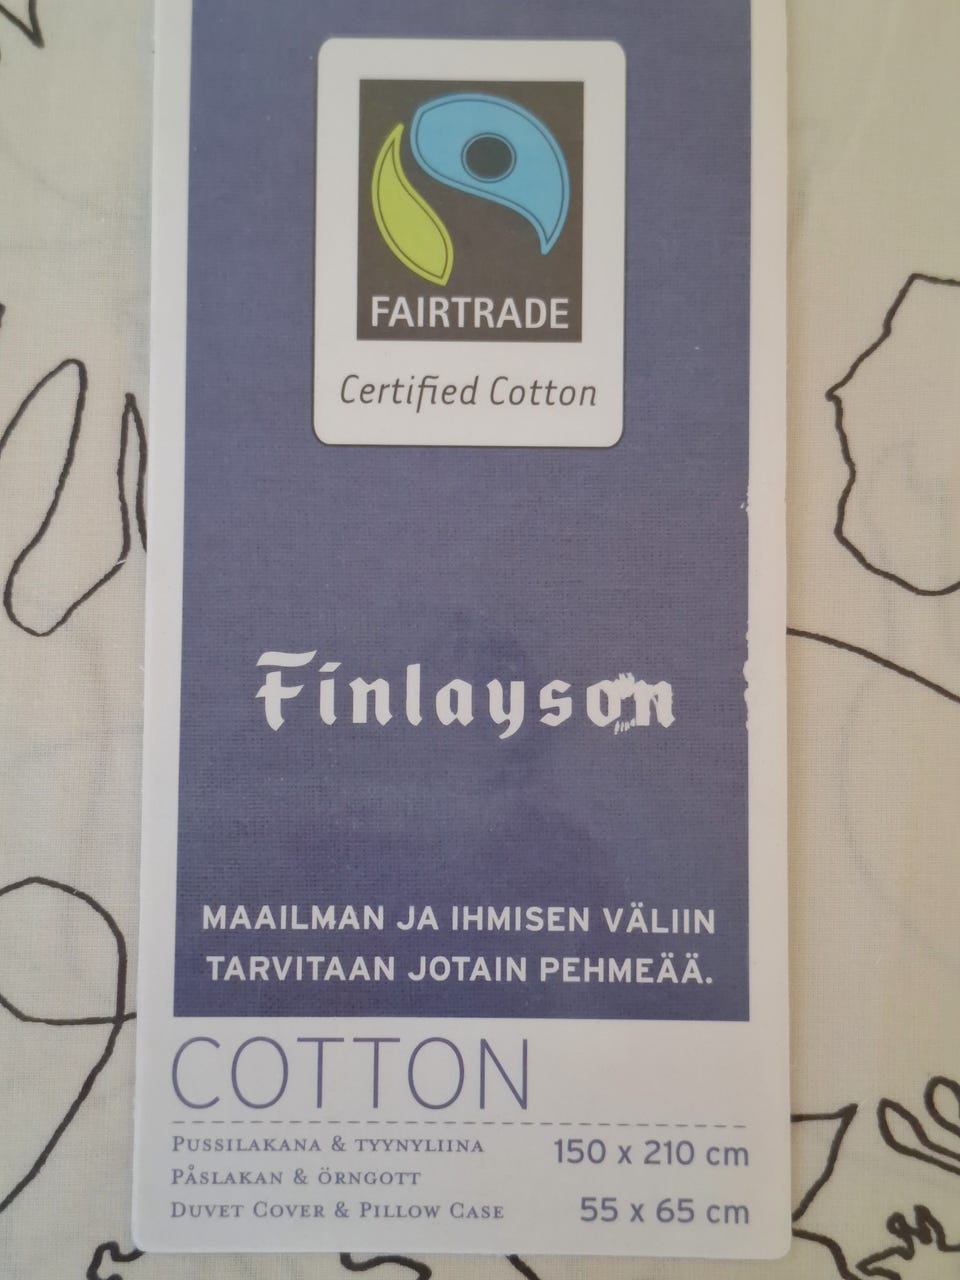 FAIRTRADE
Certified Cotton
Finlayson
MAAILMAN JA IHMISEN VÄLIIN
TARVITAAN JOTAIN PEHMEÄÄ.
COTTON
PUSSILAKANA & TYYNYLIINA
PÅSLAKAN & ÖRNGOTT
DUVET COVER & PILLOW CASE
150 x 210 cm
55 x 65 cm